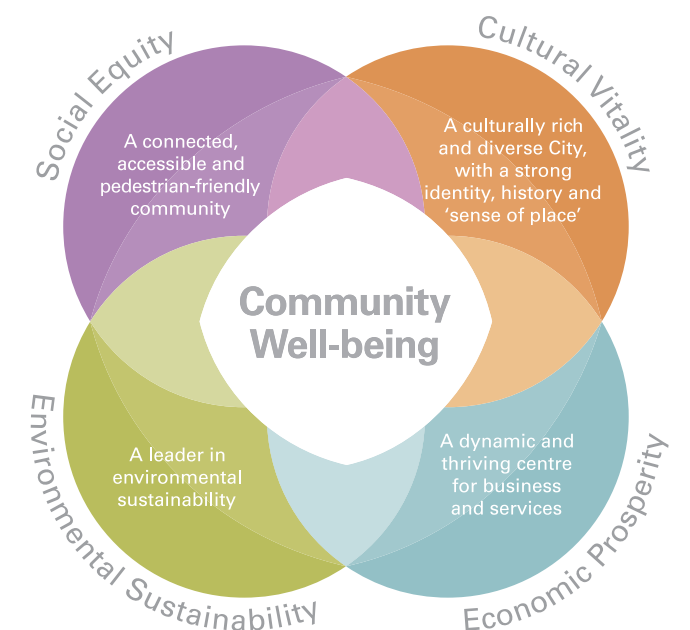 Social Equity
Cultural Vitality
A connected,
accessible and
pedestrian-friendly
community
A culturally rich
and diverse City,
with a strong
identity, history and
‘sense of place’
Community
Well-being
A leader in
environmental
sustainability
A dynamic and
thriving centre
for business
and services
Environmental Sustainability
Economic Prosperity